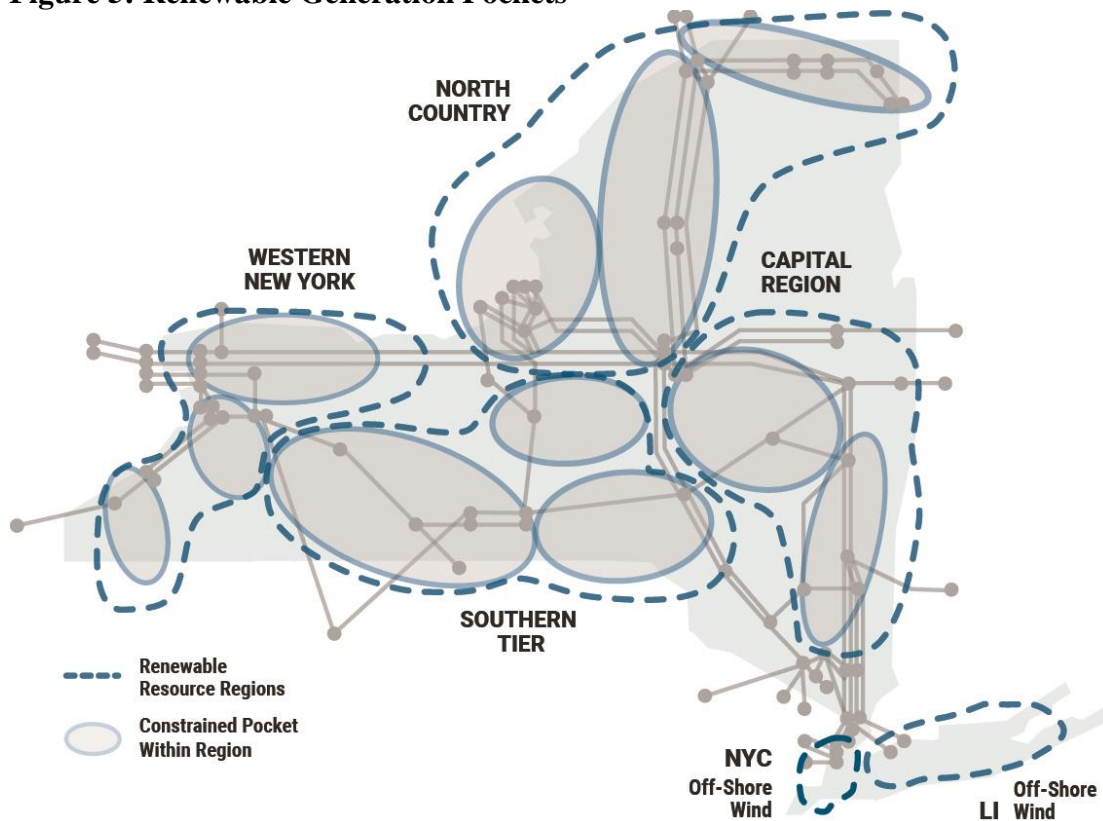 Figure 5: Renewable Generation Pockets
NORTH
COUNTRY
WESTERN
NEW YORK
CAPITAL
REGION
SOUTHERN
TIER
Renewable
Resource Regions
Constrained Pocket
Within Region
NYC
Off-Shore
Wind
LI
Off-Shore
Wind